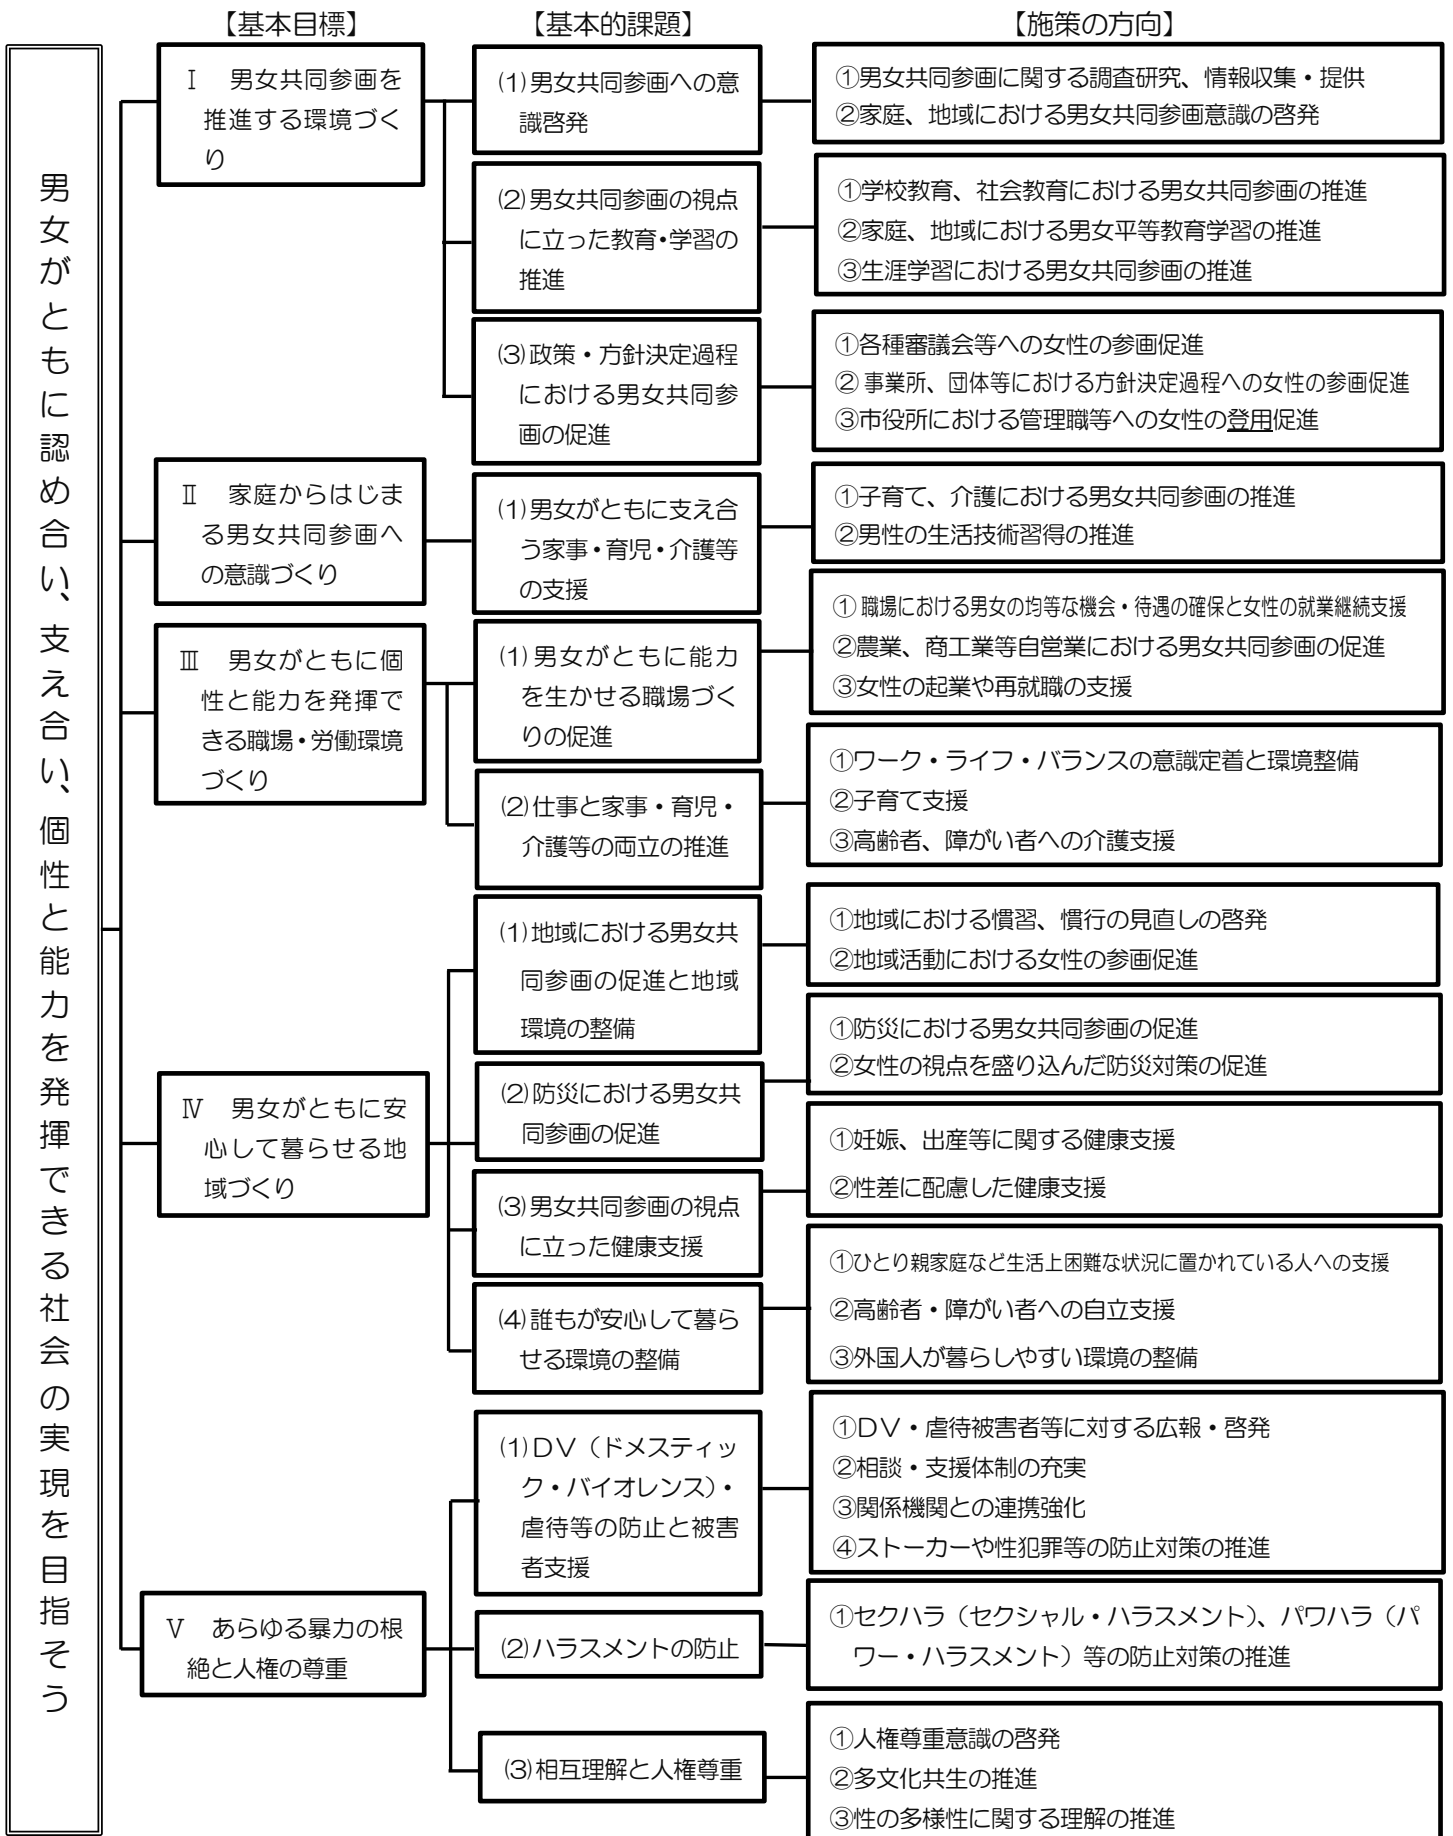 【基本目標】
【基本的課題】
【施策の方向】
男女がともに認め合い、支え合い、個性と能力を発揮できる社会の実現を目指そう
Ⅰ　男女共同参画を
推進する環境づく
り
⑴男女共同参画への意
識啓発
①男女共同参画に関する調査研究、情報収集・提供
②家庭、地域における男女共同参画意識の啓発
⑵男女共同参画の視点
に立った教育・学習の
推進
①学校教育、社会教育における男女共同参画の推進
②家庭、地域における男女平等教育学習の推進
③生涯学習における男女共同参画の推進
⑶政策・方針決定過程
における男女共同参
画の促進
①各種審議会等への女性の参画促進
②事業所、団体等における方針決定過程への女性の参画促進
③市役所における管理職等への女性の登用促進
Ⅱ　家庭からはじま
る男女共同参画へ
の意識づくり
⑴男女がともに支え合
う家事・育児・介護等
の支援
①子育て、介護における男女共同参画の推進
②男性の生活技術習得の推進
Ⅲ　男女がともに個
性と能力を発揮で
きる職場・労働環境
づくり
⑴男女がともに能力
を生かせる職場づく
りの促進
①職場における男女の均等な機会・待遇の確保と女性の就業継続支援
②農業、商工業等自営業における男女共同参画の促進
③女性の起業や再就職の支援
⑵仕事と家事・育児・
介護等の両立の推進
①ワーク・ライフ・バランスの意識定着と環境整備
②子育て支援
③高齢者、障がい者への介護支援
Ⅳ　男女がともに安
心して暮らせる地
域づくり
⑴地域における男女共
同参画の促進と地域
環境の整備
①地域における慣習、慣行の見直しの啓発
②地域活動における女性の参画促進
⑵防災における男女共
同参画の促進
①防災における男女共同参画の促進
②女性の視点を盛り込んだ防災対策の促進
⑶男女共同参画の視点
に立った健康支援
①妊娠、出産等に関する健康支援
②性差に配慮した健康支援
⑷誰もが安心して暮ら
せる環境の整備
①ひとり親家庭など生活上困難な状況に置かれている人への支援
②高齢者・障がい者への自立支援
③外国人が暮らしやすい環境の整備
Ⅴ　あらゆる暴力の根
絶と人権の尊重
⑴ＤＶ（ドメスティッ
ク・バイオレンス）・
虐待等の防止と被害
者支援
①ＤＶ・虐待被害者等に対する広報・啓発
②相談・支援体制の充実
③関係機関との連携強化
④ストーカーや性犯罪等の防止対策の推進
⑵ハラスメントの防止
①セクハラ（セクシャル・ハラスメント）、パワハラ（パ
ワー・ハラスメント）等の防止対策の推進
⑶相互理解と人権尊重
①人権尊重意識の啓発
②多文化共生の推進
③性の多様性に関する理解の推進